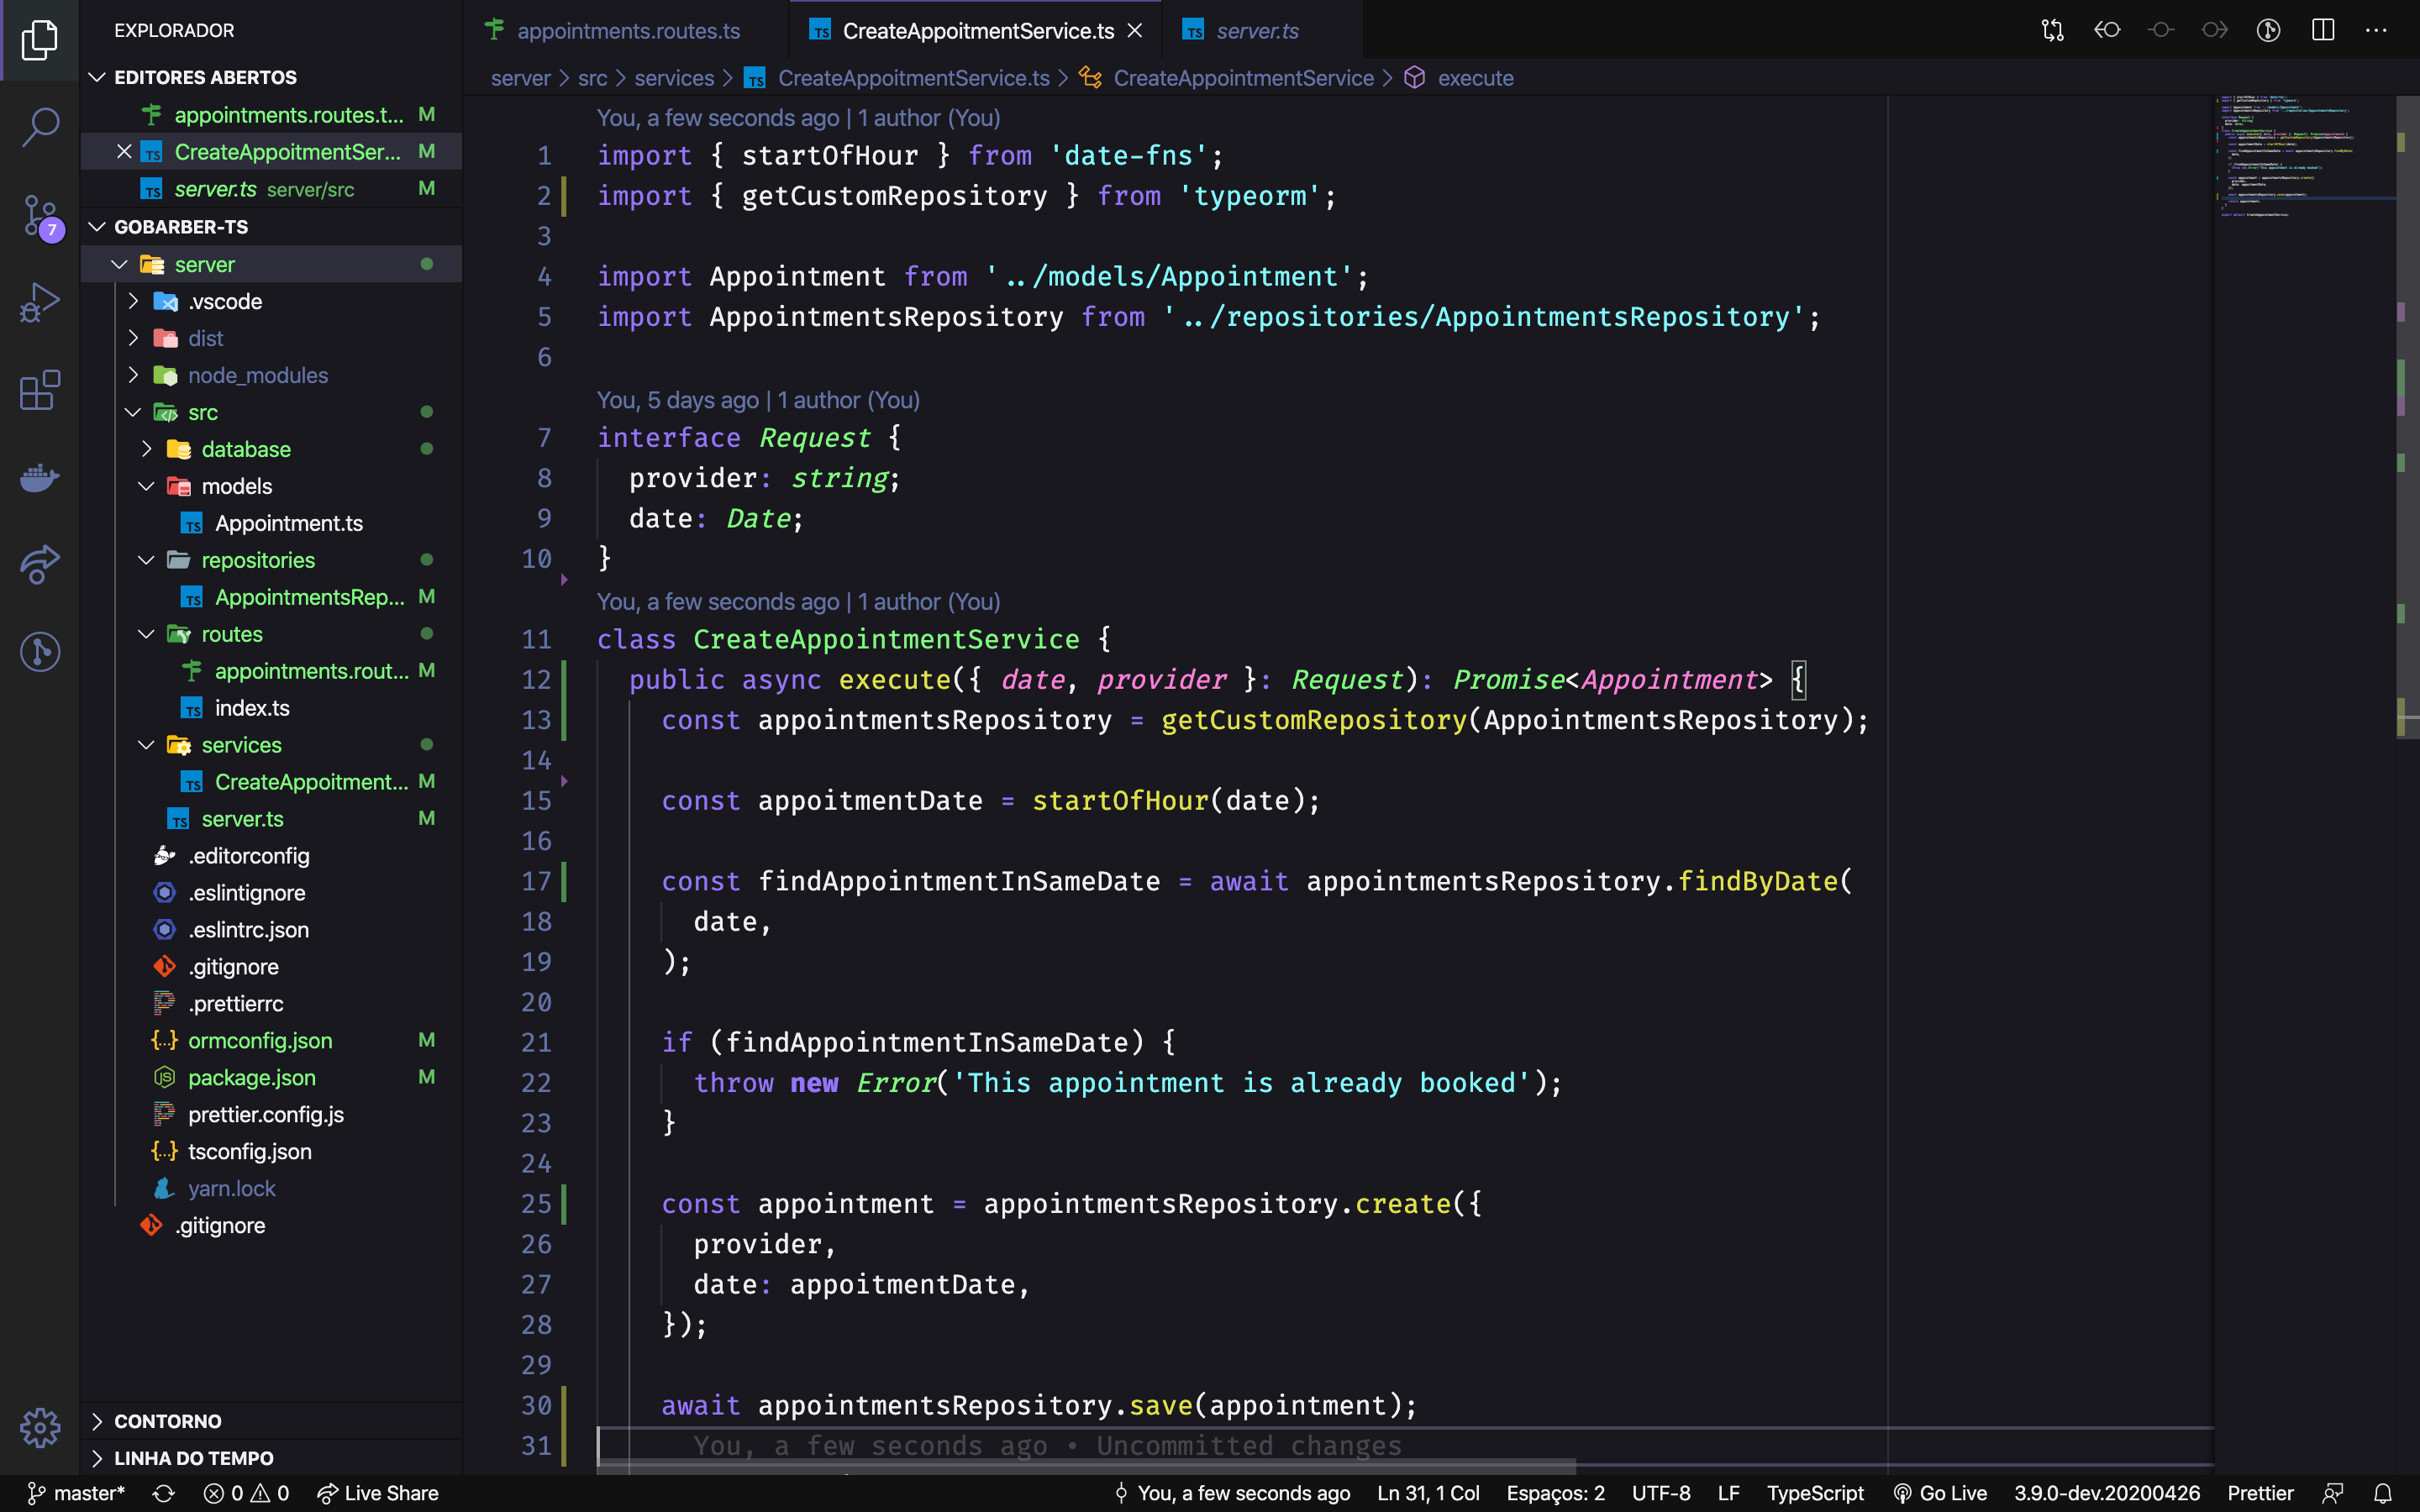 EXPLORADOR
EDITORES ABERTOS
appointments.routes.t... M
CreateAppoitmentSer... M
server.ts server/src M
GOBARBER-TS
server
.vscode
dist
node_modules
src
database
models
Appointment.ts
repositories
AppointmentsRep... M
routes
appointments.rout... M
index.ts
services
CreateAppoitment... M
server.ts M
.editorconfig
.eslintignore
.eslintrc.json
.gitignore
.prettierrc
ormconfig.json M
package.json M
prettier.config.js
tsconfig.json
yarn.lock
.gitignore
CONTORNO
LINHA DO TEMPO
7
appointments.routes.ts
CreateAppoitmentService.ts
server.ts
server > src > services > CreateAppoitmentService.ts > CreateAppointmentService > execute
You, a few seconds ago | 1 author (You)
1 import { startOfHour } from 'date-fns';
2 import { getCustomRepository } from 'typeorm';
3
4 import Appointment from '../models/Appointment';
5 import AppointmentsRepository from '../repositories/AppointmentsRepository';
6
You, 5 days ago | 1 author (You)
7 interface Request {
8 provider: string;
9 date: Date;
10 }
You, a few seconds ago | 1 author (You)
11 class CreateAppointmentService {
12 public async execute({ date, provider }: Request): Promise<Appointment> {
13 const appointmentsRepository = getCustomRepository(AppointmentsRepository);
14
15 const appoitmentDate = startOfHour(date);
16
17 const findAppointmentInSameDate = await appointmentsRepository.findByDate(
18 date,
19 );
20
21 if (findAppointmentInSameDate) {
22 throw new Error('This appointment is already booked');
23 }
24
25 const appointment = appointmentsRepository.create({
26 provider,
27 date: appoitmentDate,
28 });
29
30 await appointmentsRepository.save(appointment);
31 You, a few seconds ago • Uncommitted changes
master* 0 0 Live Share You, a few seconds ago Ln 31, 1 Col Espaços: 2 UTF-8 LF TypeScript Go Live 3.9.0-dev.20200426 Prettier